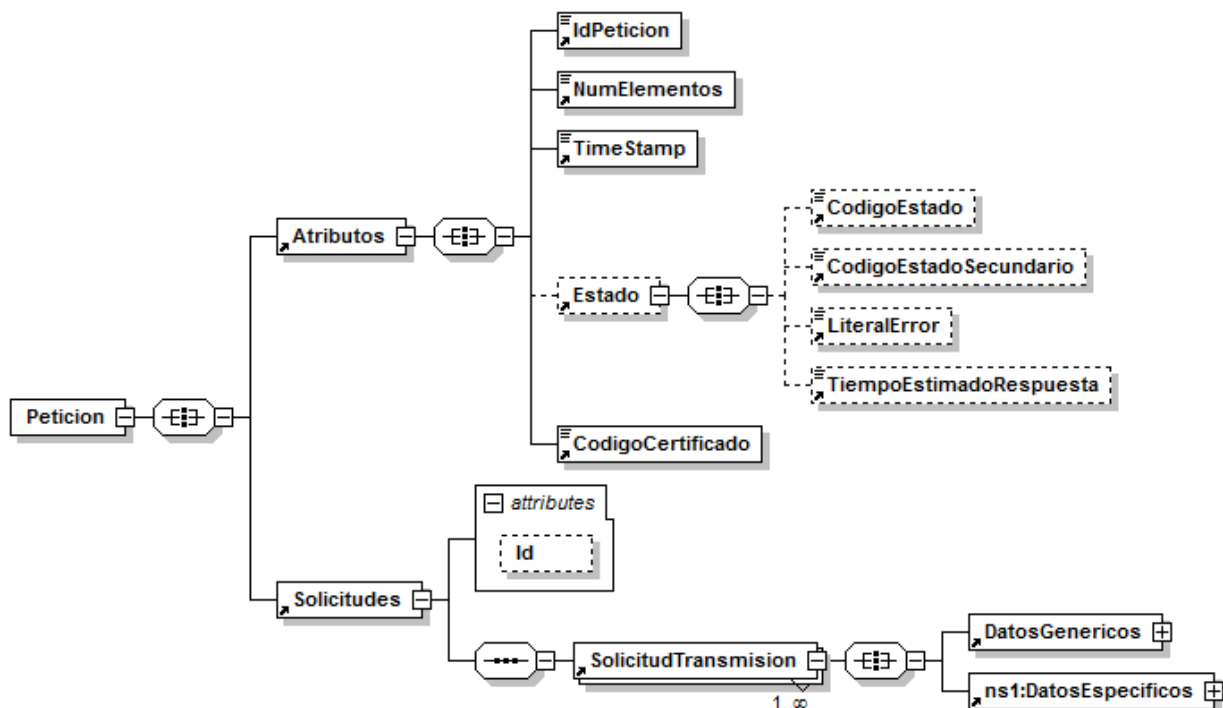 IdPeticion
NumElementos
TimeStamp
CodigoEstado
Atributos
CodigoEstadoSecundario
Estado
LiteralError
TiempoEstimadoRespuesta
Peticion
CodigoCertificado
attributes
Id
Solicitudes
DatosGenericos
SolicitudTransmision
1 ∞
ns1:DatosEspecificos